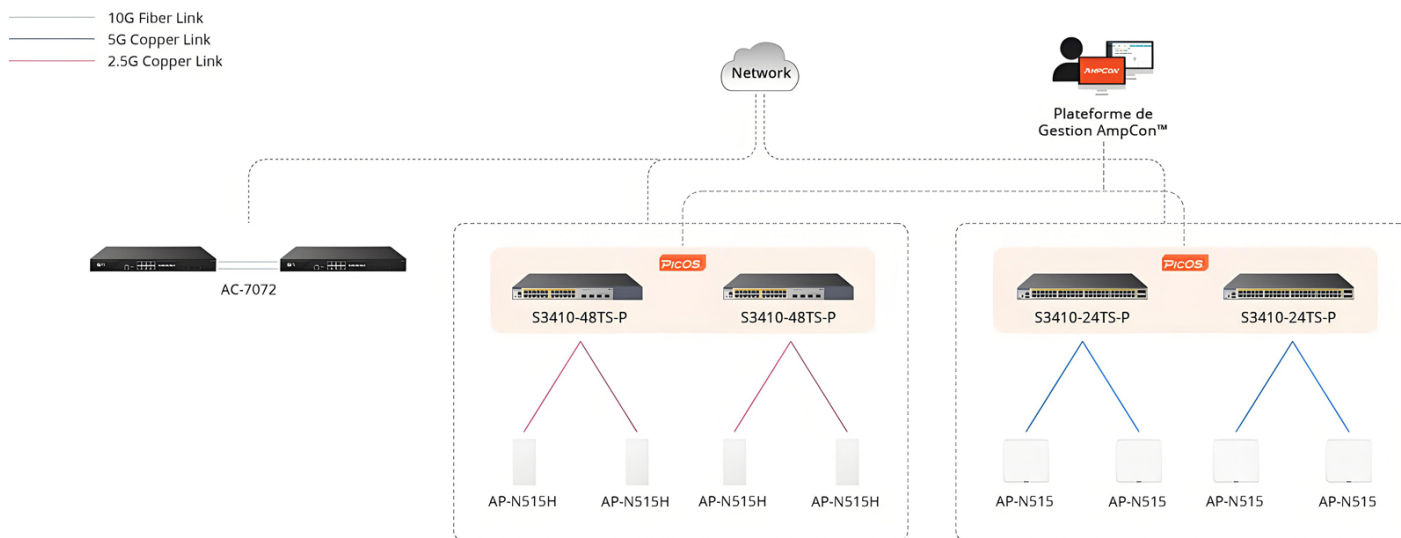 10G Fiber Link
5G Copper Link
2.5G Copper Link
Network
AMPCON
Plateforme de
Gestion AmpCon™
AC-7072
PICOS
PICOS
S3410-48TS-P
S3410-48TS-P
S3410-24TS-P
S3410-24TS-P
AP-N515H
AP-N515H
AP-N515H
AP-N515H
AP-N515
AP-N515
AP-N515
AP-N515